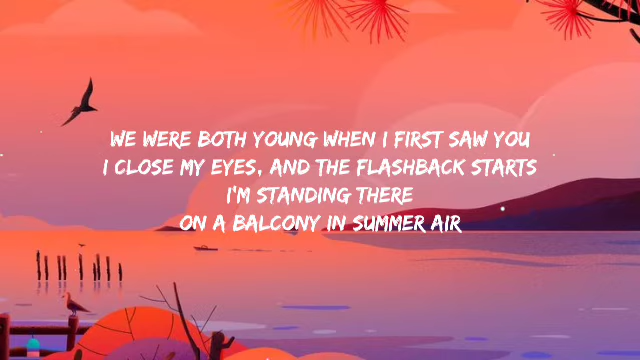 WE WERE BOTH YOUNG WHEN I FIRST SAW YOU
I CLOSE MY EYES, AND THE FLASHBACK STARTS
I'M STANDING THERE
ON A BALCONY IN SUMMER AIR